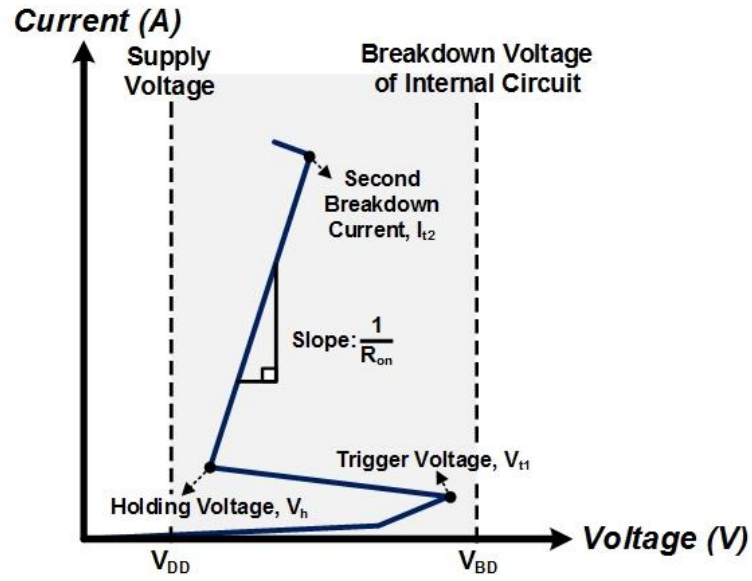 Current (A)
Supply
Voltage
Breakdown Voltage
of Internal Circuit
Second
Breakdown
Current, It2
Slope: 1
Ron
Trigger Voltage, Vt1
Holding Voltage, Vh
Voltage (V)
VDD
VBD